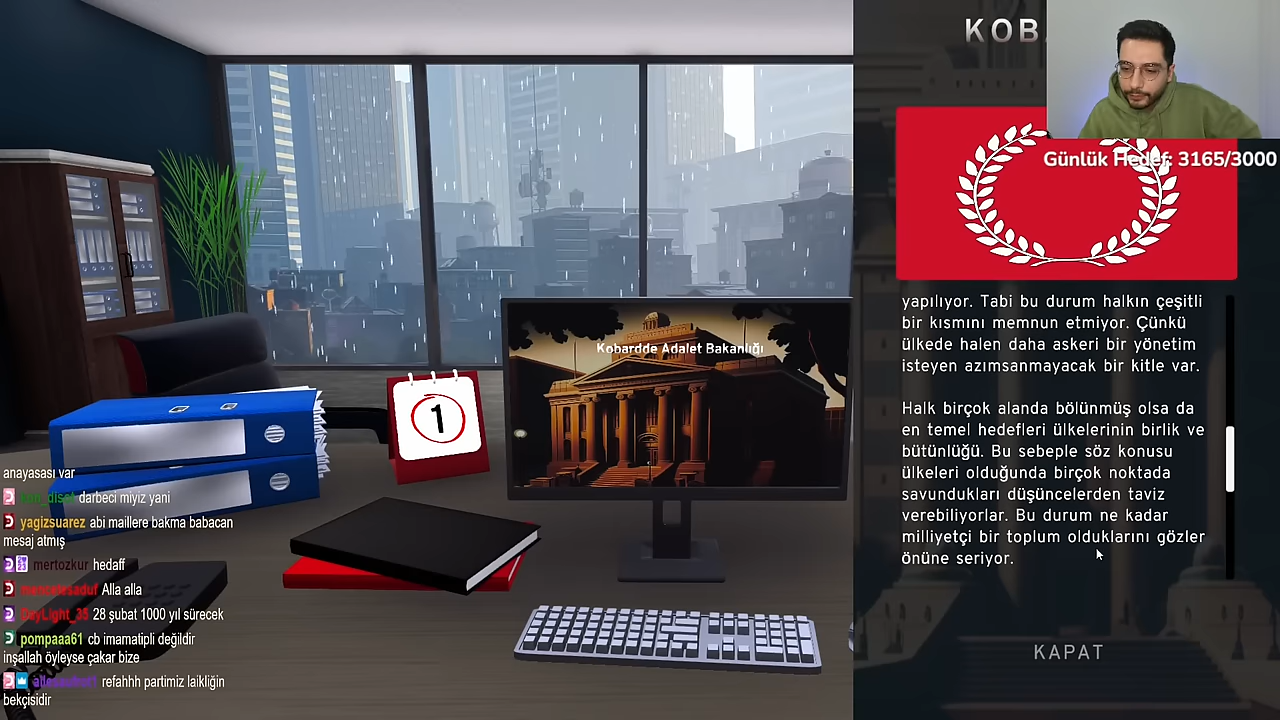 KOB
Günlük Hedef: 3165/3000
yapılıyor. Tabi bu durum halkın çeşitli
bir kısmını memnun etmiyor. Çünkü
ülkede halen daha askeri bir yönetim
isteyen azımsanmayacak bir kitle var.
Halk birçok alanda bölünmüş olsa da
en temel hedefleri ülkelerinin birlik ve
bütünlüğü. Bu sebeple söz konusu
ülkeleri olduğunda birçok noktada
savundukları düşüncelerden taviz
verebiliyorlar. Bu durum ne kadar
milliyetçi bir toplum olduklarını gözler
önüne seriyor.
KAPAT
Kobardde Adalet Bakanlığı
1
anayasası var
darbeci miyiz yani
yagizsuarez abi maillere bakma babacan
mesaj atmış
mertozkur hedaff
Alla alla
DayLight_35 28 şubat 1000 yıl sürecek
pompaaa61 cb imamatipli değildir
inşallah öyleyse çakar bize
refahhh partimiz laikliğin
bekçisidir